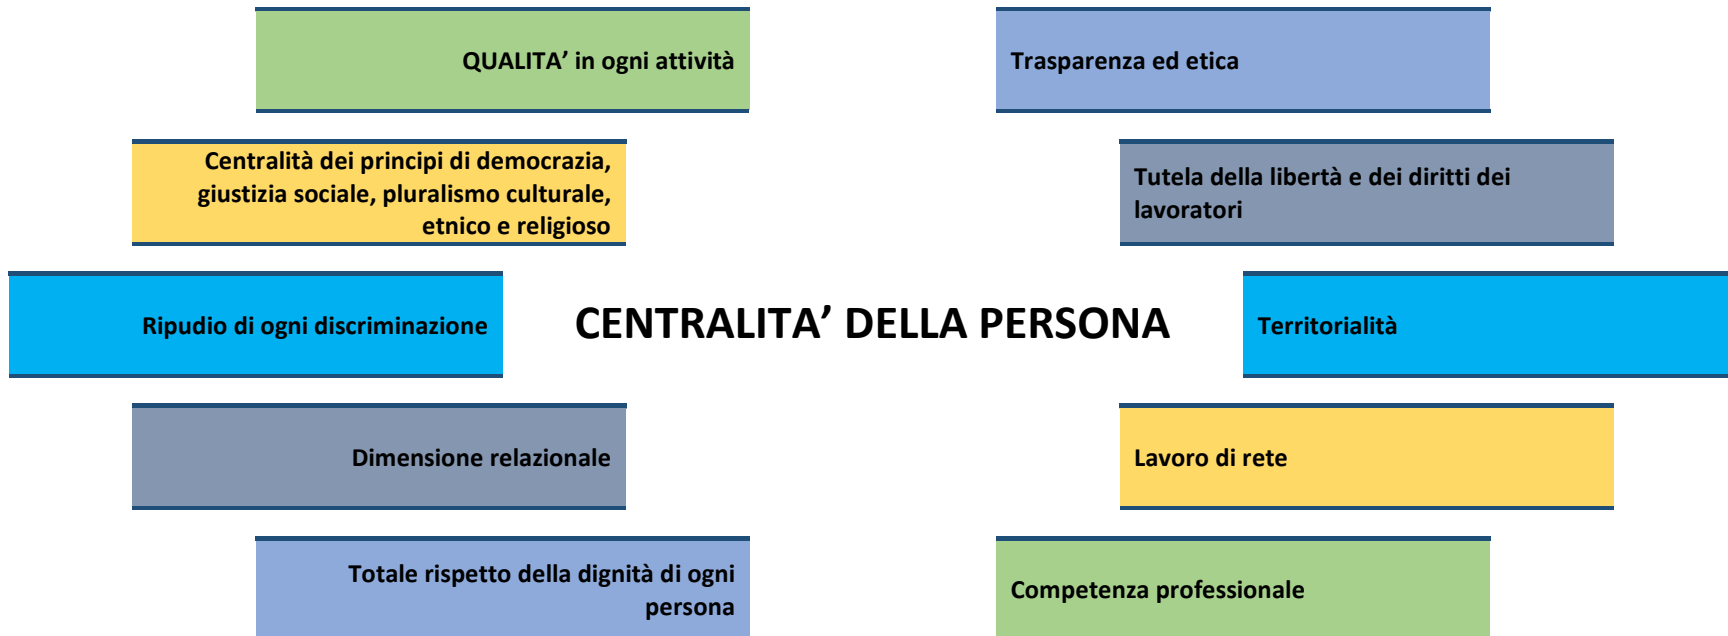 QUALITA’ in ogni attività
Trasparenza ed etica
Centralità dei principi di democrazia,
giustizia sociale, pluralismo culturale,
etnico e religioso
Tutela della libertà e dei diritti dei
lavoratori
Ripudio di ogni discriminazione
CENTRALITA’ DELLA PERSONA
Territorialità
Dimensione relazionale
Lavoro di rete
Totale rispetto della dignità di ogni
persona
Competenza professionale